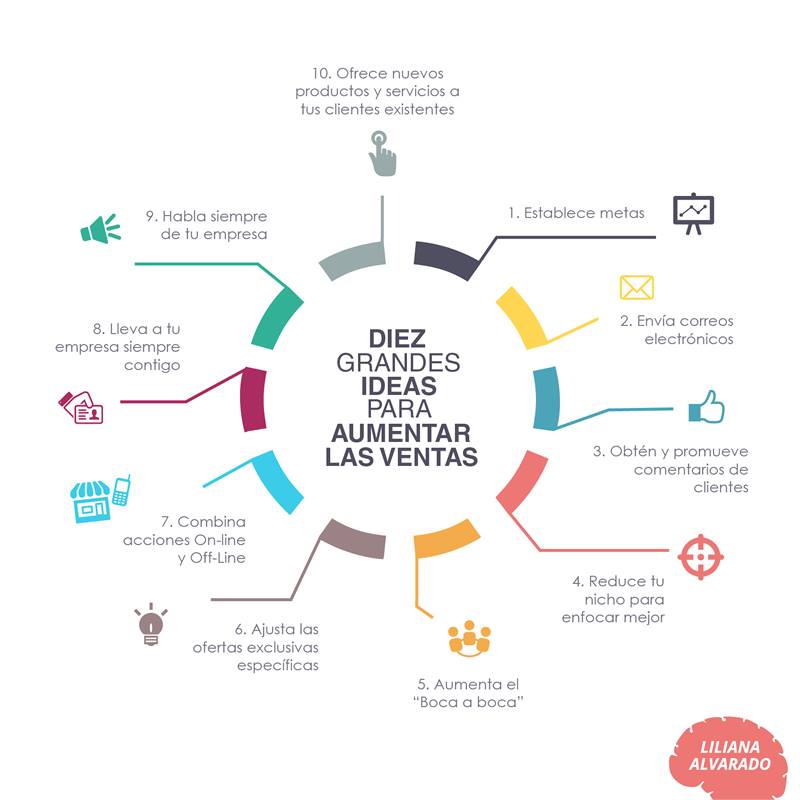 DIEZ
GRANDES
IDEAS
PARA
AUMENTAR
LAS VENTAS
1. Establece metas
2. Envía correos
electrónicos
3. Obtén y promueve
comentarios de
clientes
4. Reduce tu
nicho para
enfocar mejor
5. Aumenta el
“Boca a boca”
6. Ajusta las
ofertas exclusivas
específicas
7. Combina
acciones On-line
y Off-Line
8. Lleva a tu
empresa siempre
contigo
9. Habla siempre
de tu empresa
10. Ofrece nuevos
productos y servicios a
tus clientes existentes
LILIANA
ALVARADO